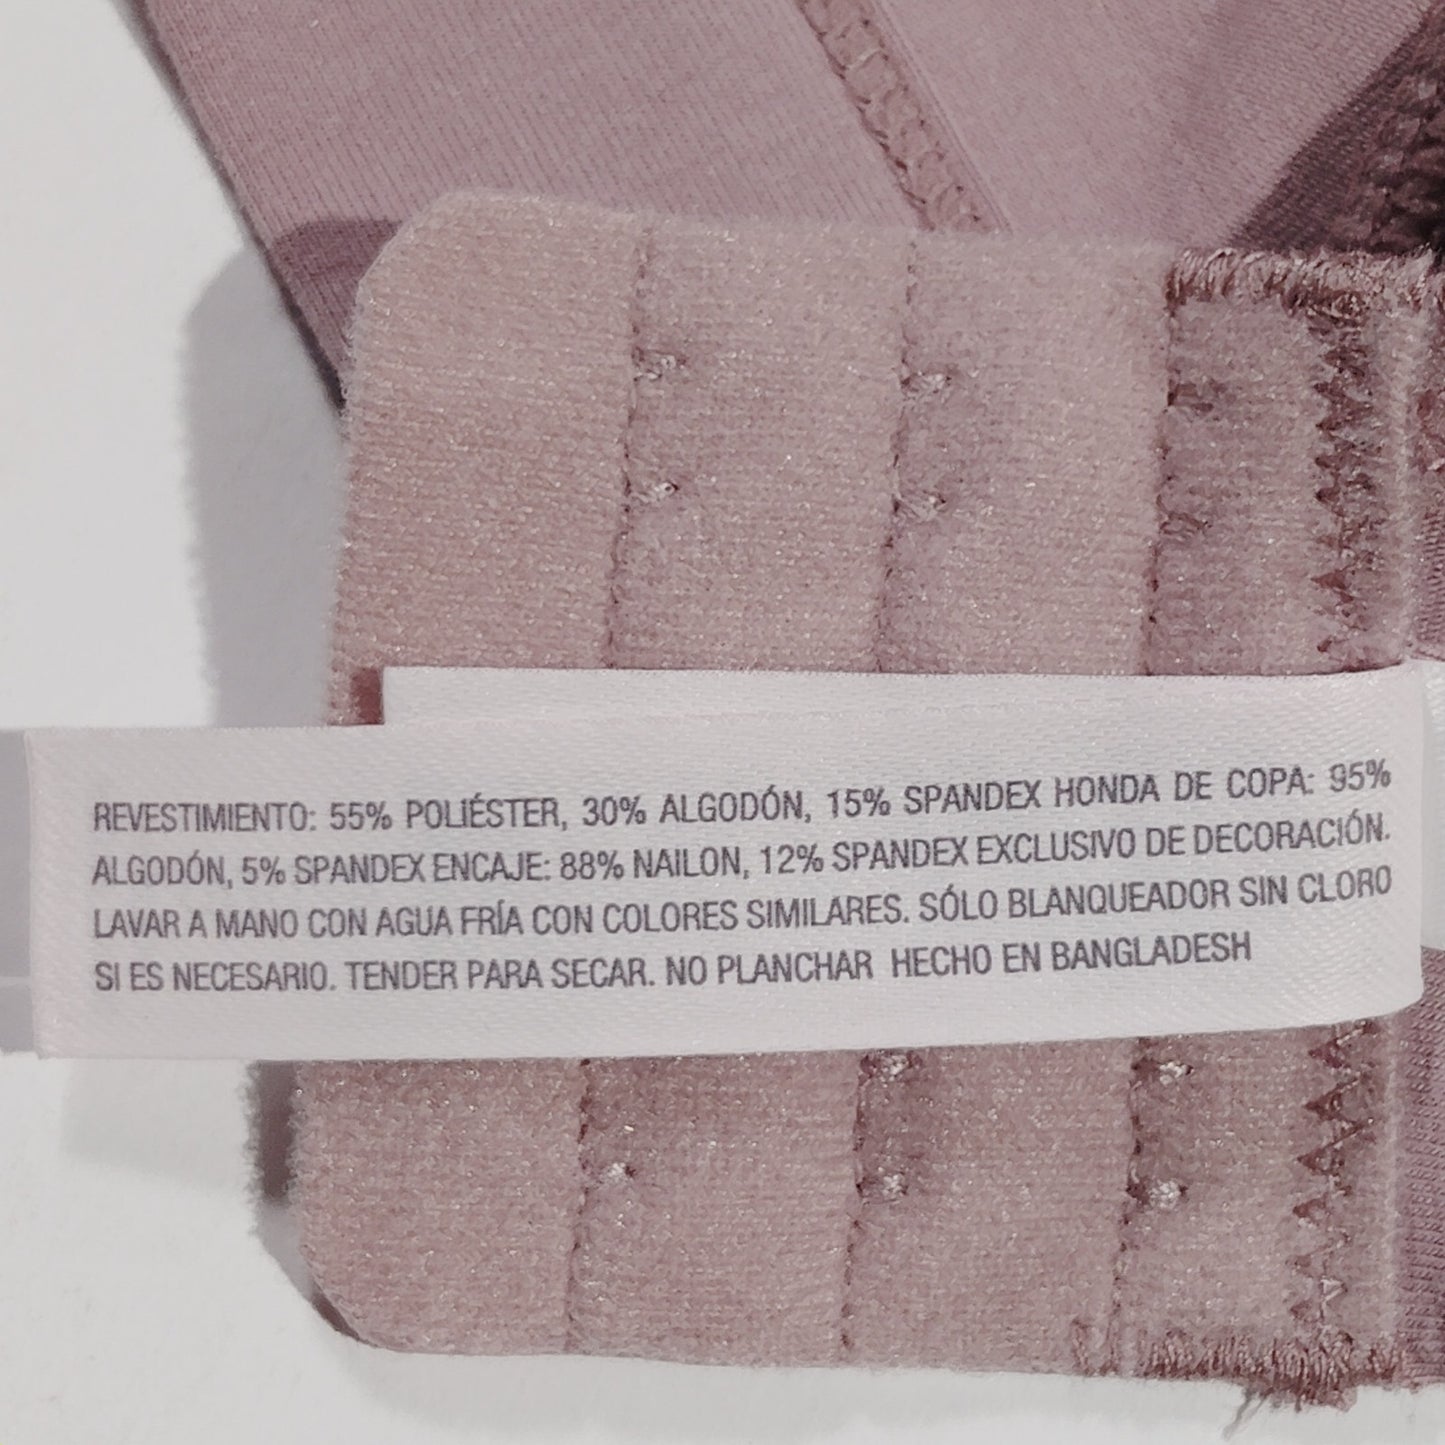 REVESTIMIENTO: 55% POLIÉSTER, 30% ALGODÓN, 15% SPANDEX HONDA DE COPA: 95%
ALGODÓN, 5% SPANDEX ENCAJE: 88% NAILON, 12% SPANDEX EXCLUSIVO DE DECORACIÓN.
LAVAR A MANO CON AGUA FRÍA CON COLORES SIMILARES. SÓLO BLANQUEADOR SIN CLORO
SI ES NECESARIO. TENDER PARA SECAR. NO PLANCHAR HECHO EN BANGLADESH